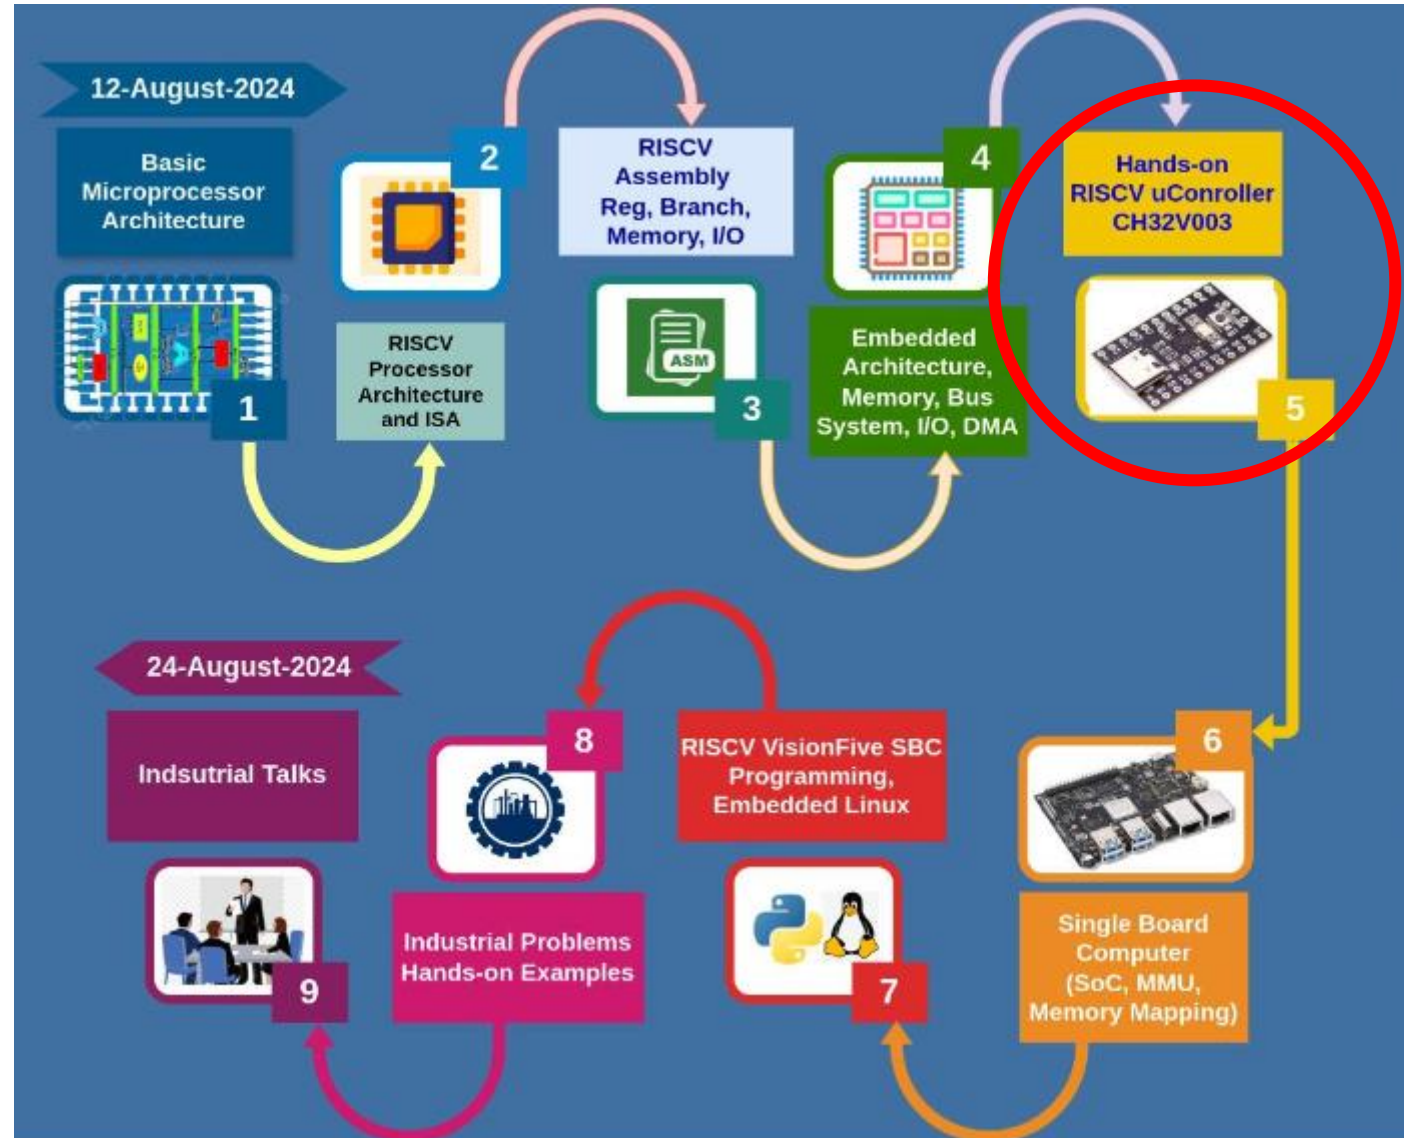 12-August-2024
Basic
Microprocessor
Architecture
1
2
RISCV
Processor
Architecture
and ISA
RISCV
Assembly
Reg, Branch,
Memory, I/O
ASM
3
4
Embedded
Architecture,
Memory, Bus
System, I/O, DMA
Hands-on
RISCV uConroller
CH32V003
5
6
Single Board
Computer
(SoC, MMU,
Memory Mapping)
RISCV VisionFive SBC
Programming,
Embedded Linux
7
8
Industrial Problems
Hands-on Examples
24-August-2024
Indsutrial Talks
9